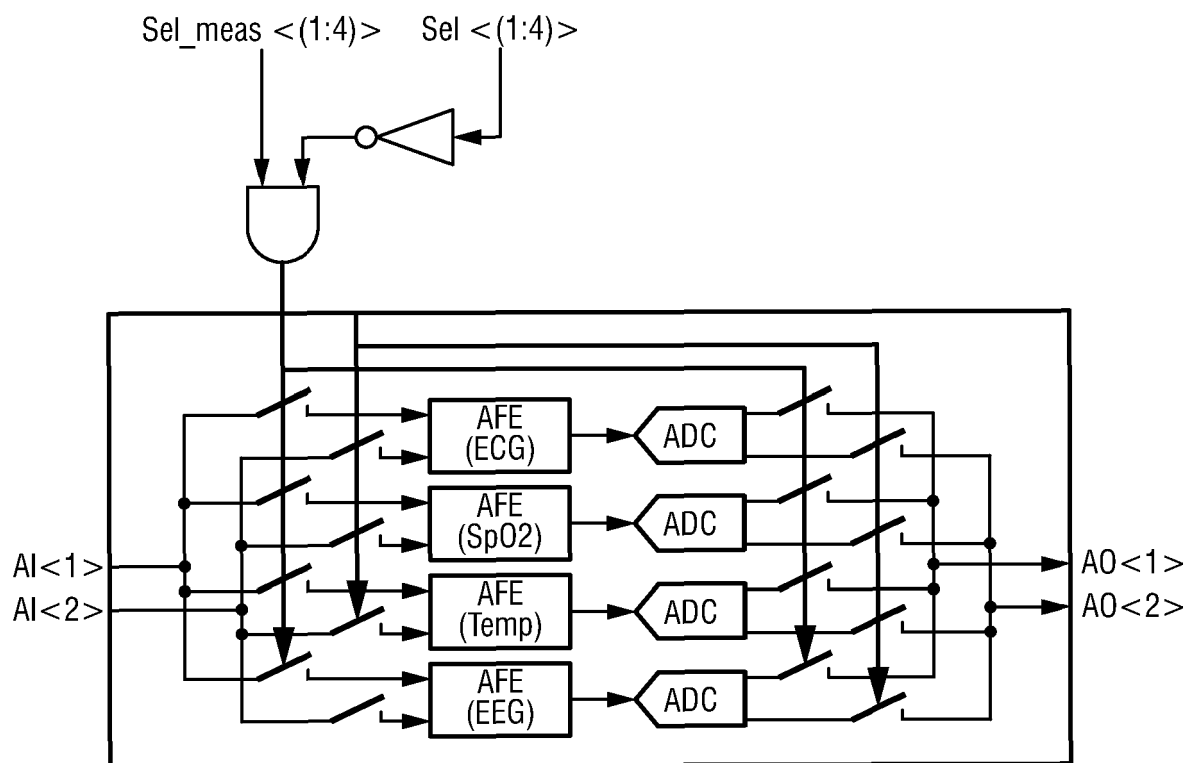 Sel_meas <(1:4)> Sel <(1:4)>
AFE
(ECG)
ADC
AFE
(SpO2)
ADC
AI<1>
AO<1>
AI<2>
AO<2>
AFE
(Temp)
ADC
AFE
(EEG)
ADC